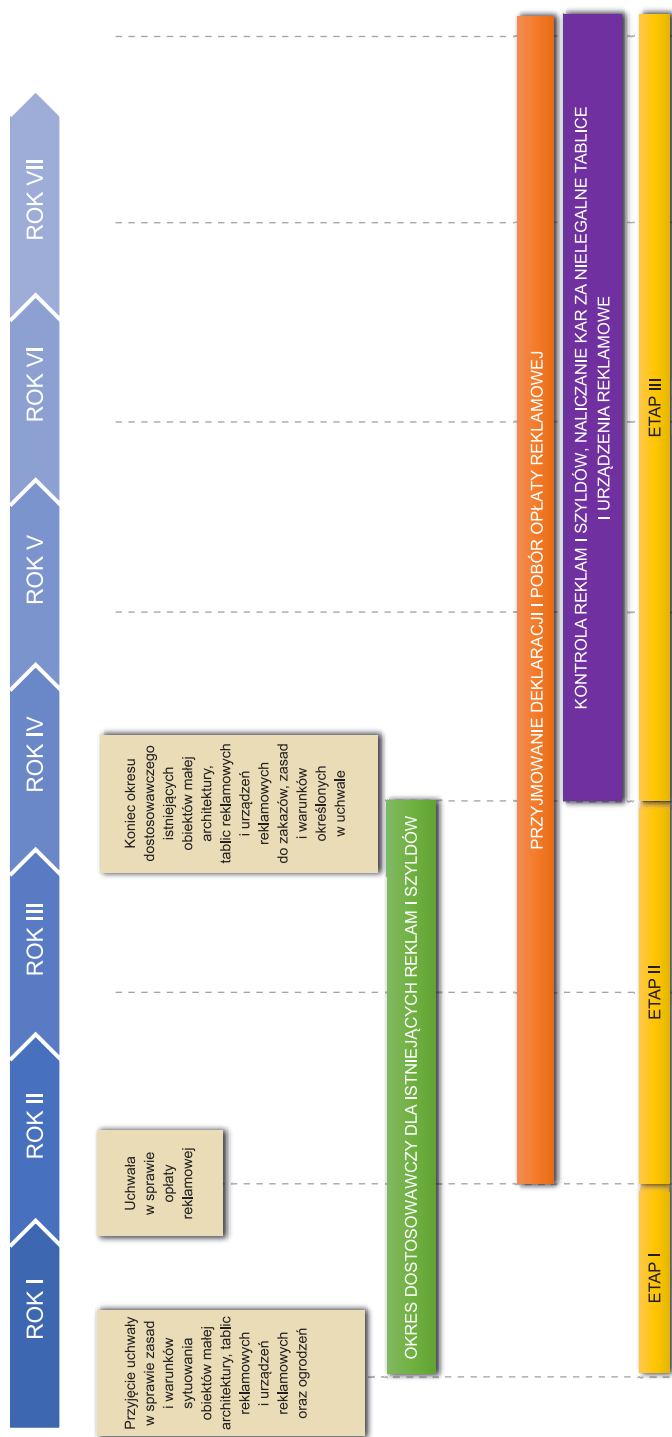 ROK I
ROK II
ROK III
ROK IV
ROK V
ROK VI
ROK VII
Przyjęcie uchwały
w sprawie zasad
i warunków
sytuowania
obiektów małej
architektury, tablic
reklamowych
i urządzeń
reklamowych
oraz ogrodzeń
Uchwała
w sprawie
opłaty
reklamowej
Koniec okresu
dostosowawczego
istniejących
obiektów małej
architektury,
tablic reklamowych
i urządzeń
reklamowych
do zakazów, zasad
i warunków
określonych
w uchwale
OKRES DOSTOSOWAWCZY DLA ISTNIEJĄCYCH REKLAM I SZYLDÓW
PRZYJMOWANIE DEKLARACJI I POBÓR OPŁATY REKLAMOWEJ
KONTROLA REKLAM I SZYLDÓW, NALICZANIE KAR ZA NIELEGALNE TABLICE
I URZĄDZENIA REKLAMOWE
ETAP I
ETAP II
ETAP III